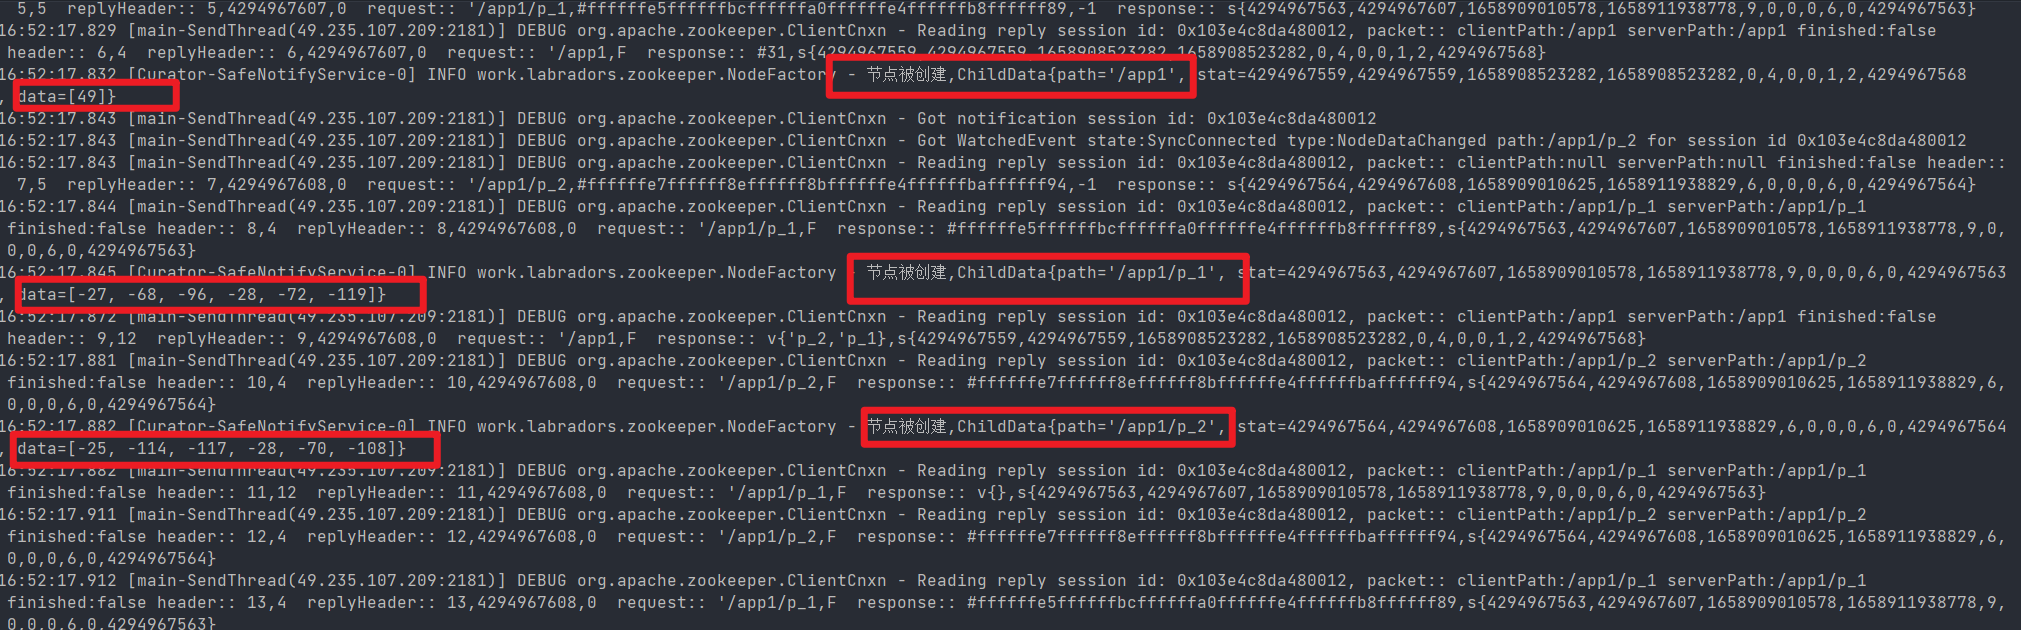 5,5  replyHeader:: 5,4294967607,0  request:: '/app1/p_1,#ffffffe5ffffffbcffffffa0ffffffe4ffffffb8ffffff89,-1  response:: s{4294967563,4294967607,1658909010578,1658911938778,9,0,0,0,6,0,4294967563}
16:52:17.829 [main-SendThread(49.235.107.209:2181)] DEBUG org.apache.zookeeper.ClientCnxn - Reading reply session id: 0x103e4c8da480012, packet:: clientPath:/app1 serverPath:/app1 finished:false
header:: 6,4  replyHeader:: 6,4294967607,0  request:: '/app1,F  response:: #31,s{4294967559,4294967559,1658908523282,1658908523282,0,4,0,0,1,2,4294967568}
16:52:17.832 [Curator-SafeNotifyService-0] INFO work.labradors.zookeeper.NodeFactory - 节点被创建,ChildData{path='/app1', stat=4294967559,4294967559,1658908523282,1658908523282,0,4,0,0,1,2,4294967568
, data=[49]}
16:52:17.843 [main-SendThread(49.235.107.209:2181)] DEBUG org.apache.zookeeper.ClientCnxn - Got notification session id: 0x103e4c8da480012
16:52:17.843 [main-SendThread(49.235.107.209:2181)] DEBUG org.apache.zookeeper.ClientCnxn - Got WatchedEvent state:SyncConnected type:NodeDataChanged path:/app1/p_2 for session id 0x103e4c8da480012
16:52:17.843 [main-SendThread(49.235.107.209:2181)] DEBUG org.apache.zookeeper.ClientCnxn - Reading reply session id: 0x103e4c8da480012, packet:: clientPath:null serverPath:null finished:false header::
 7,5  replyHeader:: 7,4294967608,0  request:: '/app1/p_2,#ffffffe7ffffff8effffff8bffffffe4ffffffbaffffff94,-1  response:: s{4294967564,4294967608,1658909010625,1658911938829,6,0,0,0,6,0,4294967564}
16:52:17.844 [main-SendThread(49.235.107.209:2181)] DEBUG org.apache.zookeeper.ClientCnxn - Reading reply session id: 0x103e4c8da480012, packet:: clientPath:/app1/p_1 serverPath:/app1/p_1
finished:false header:: 8,4  replyHeader:: 8,4294967608,0  request:: '/app1/p_1,F  response:: #ffffffe5ffffffbcffffffa0ffffffe4ffffffb8ffffff89,s{4294967563,4294967607,1658909010578,1658911938778,9,0,
0,0,6,0,4294967563}
16:52:17.845 [Curator-SafeNotifyService-0] INFO work.labradors.zookeeper.NodeFactory - 节点被创建,ChildData{path='/app1/p_1', stat=4294967563,4294967607,1658909010578,1658911938778,9,0,0,0,6,0,4294967563
, data=[-27, -68, -96, -28, -72, -119]}
16:52:17.872 [main-SendThread(49.235.107.209:2181)] DEBUG org.apache.zookeeper.ClientCnxn - Reading reply session id: 0x103e4c8da480012, packet:: clientPath:/app1 serverPath:/app1 finished:false
header:: 9,12  replyHeader:: 9,4294967608,0  request:: '/app1,F  response:: v{'p_2,'p_1},s{4294967559,4294967559,1658908523282,1658908523282,0,4,0,0,1,2,4294967568}
16:52:17.881 [main-SendThread(49.235.107.209:2181)] DEBUG org.apache.zookeeper.ClientCnxn - Reading reply session id: 0x103e4c8da480012, packet:: clientPath:/app1/p_2 serverPath:/app1/p_2
finished:false header:: 10,4  replyHeader:: 10,4294967608,0  request:: '/app1/p_2,F  response:: #ffffffe7ffffff8effffff8bffffffe4ffffffbaffffff94,s{4294967564,4294967608,1658909010625,1658911938829,6,
0,0,0,6,0,4294967564}
16:52:17.882 [Curator-SafeNotifyService-0] INFO work.labradors.zookeeper.NodeFactory - 节点被创建,ChildData{path='/app1/p_2', stat=4294967564,4294967608,1658909010625,1658911938829,6,0,0,0,6,0,4294967564
, data=[-25, -114, -117, -28, -70, -108]}
16:52:17.882 [main-SendThread(49.235.107.209:2181)] DEBUG org.apache.zookeeper.ClientCnxn - Reading reply session id: 0x103e4c8da480012, packet:: clientPath:/app1/p_1 serverPath:/app1/p_1
finished:false header:: 11,12  replyHeader:: 11,4294967608,0  request:: '/app1/p_1,F  response:: v{},s{4294967563,4294967607,1658909010578,1658911938778,9,0,0,0,6,0,4294967563}
16:52:17.911 [main-SendThread(49.235.107.209:2181)] DEBUG org.apache.zookeeper.ClientCnxn - Reading reply session id: 0x103e4c8da480012, packet:: clientPath:/app1/p_2 serverPath:/app1/p_2
finished:false header:: 12,4  replyHeader:: 12,4294967608,0  request:: '/app1/p_2,F  response:: #ffffffe7ffffff8effffff8bffffffe4ffffffbaffffff94,s{4294967564,4294967608,1658909010625,1658911938829,6,
0,0,0,6,0,4294967564}
16:52:17.912 [main-SendThread(49.235.107.209:2181)] DEBUG org.apache.zookeeper.ClientCnxn - Reading reply session id: 0x103e4c8da480012, packet:: clientPath:/app1/p_1 serverPath:/app1/p_1
finished:false header:: 13,4  replyHeader:: 13,4294967608,0  request:: '/app1/p_1,F  response:: #ffffffe5ffffffbcffffffa0ffffffe4ffffffb8ffffff89,s{4294967563,4294967607,1658909010578,1658911938778,9,
0,0,0,6,0,4294967563}